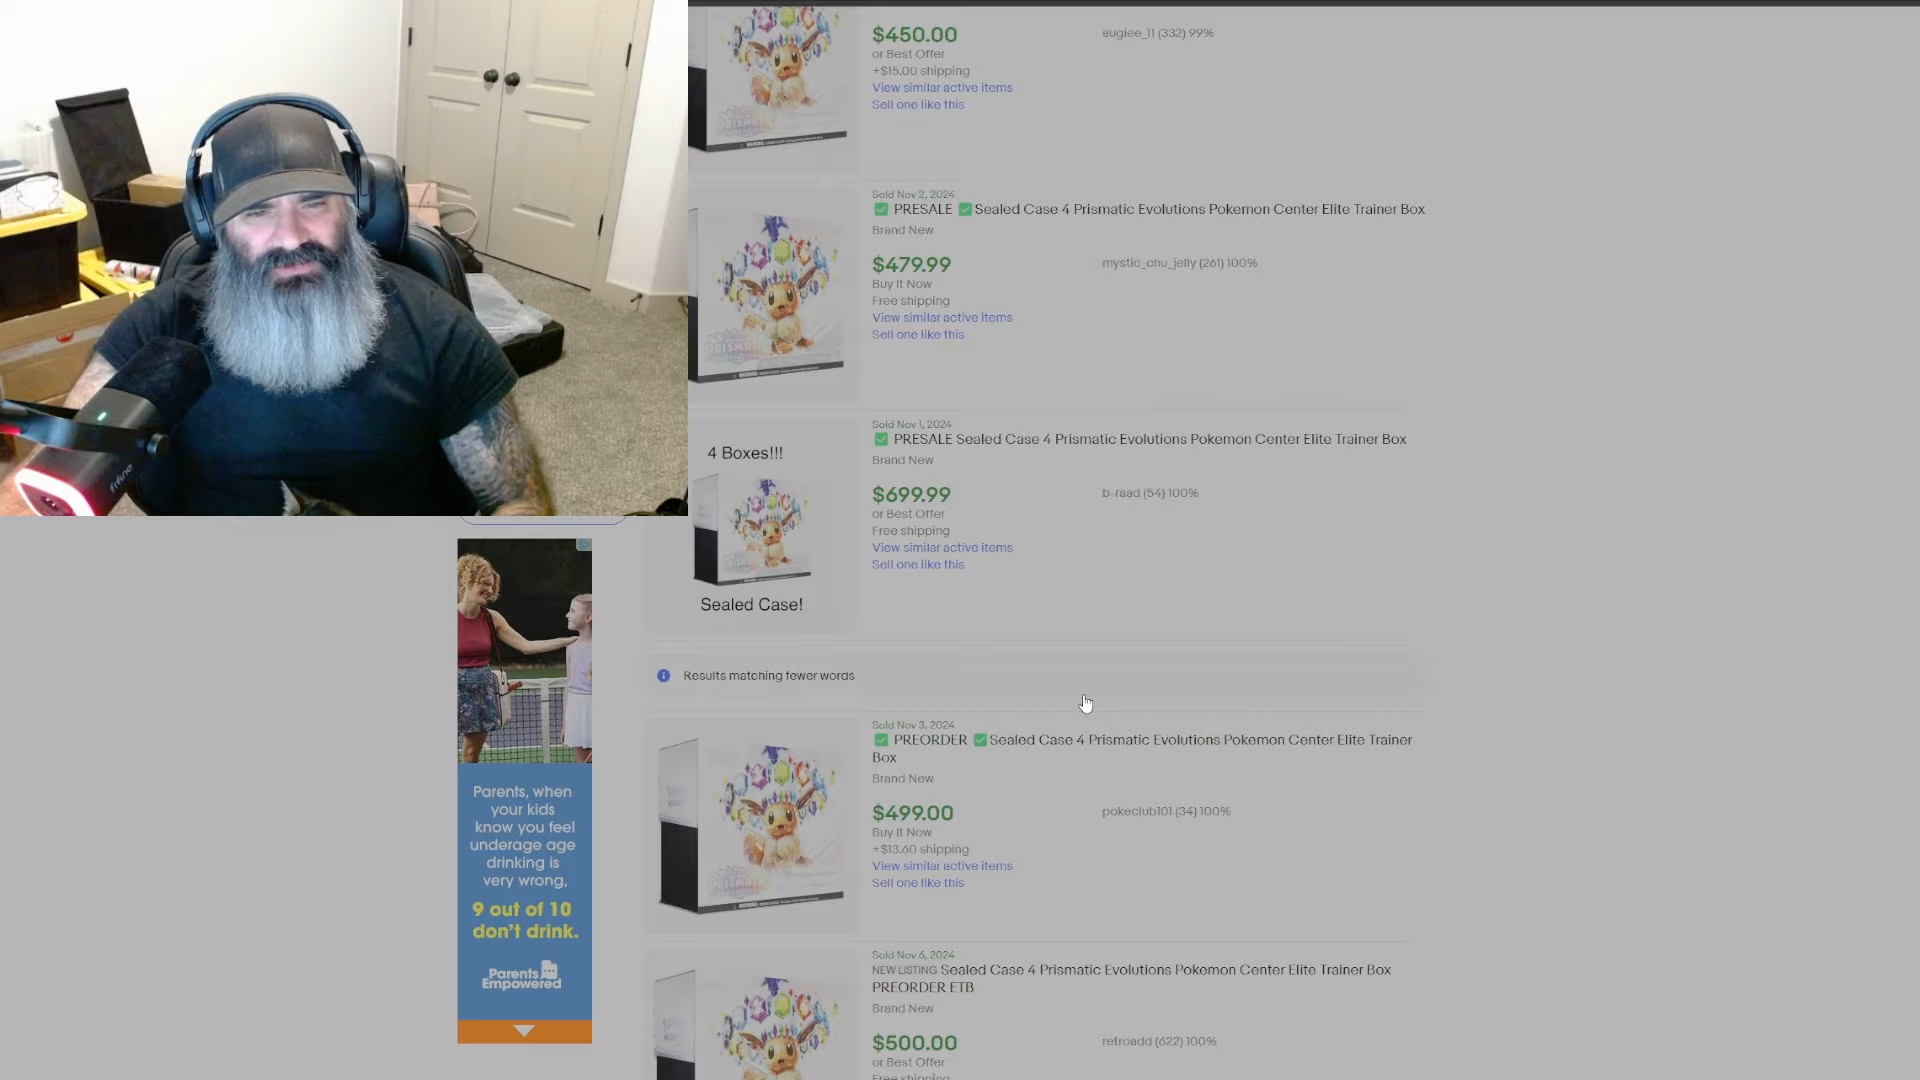 $450.00
augiee_11 (332) 99%
or Best Offer
+$15.00 shipping
View similar active items
Sell one like this
Sold Nov 2, 2024
✅ PRESALE ✅Sealed Case 4 Prismatic Evolutions Pokemon Center Elite Trainer Box
Brand New
$479.99
mystic_chu_jelly (261) 100%
Buy It Now
Free shipping
View similar active items
Sell one like this
4 Boxes!!!
Sealed Case!
Sold Nov 1, 2024
✅ PRESALE Sealed Case 4 Prismatic Evolutions Pokemon Center Elite Trainer Box
Brand New
$699.99
b-raad (54) 100%
or Best Offer
Free shipping
View similar active items
Sell one like this
Results matching fewer words
Sold Nov 3, 2024
✅ PREORDER ✅Sealed Case 4 Prismatic Evolutions Pokemon Center Elite Trainer
Box
Brand New
$499.00
pokeclub101 (34) 100%
Buy It Now
+$13.60 shipping
View similar active items
Sell one like this
Sold Nov 6, 2024
NEW LISTING Sealed Case 4 Prismatic Evolutions Pokemon Center Elite Trainer Box
PREORDER ETB
Brand New
$500.00
retroadd (622) 100%
or Best Offer
Free shipping
Parents, when
your kids
know you feel
underage age
drinking is
very wrong,
9 out of 10
don't drink.
Parents
Empowered
fifine